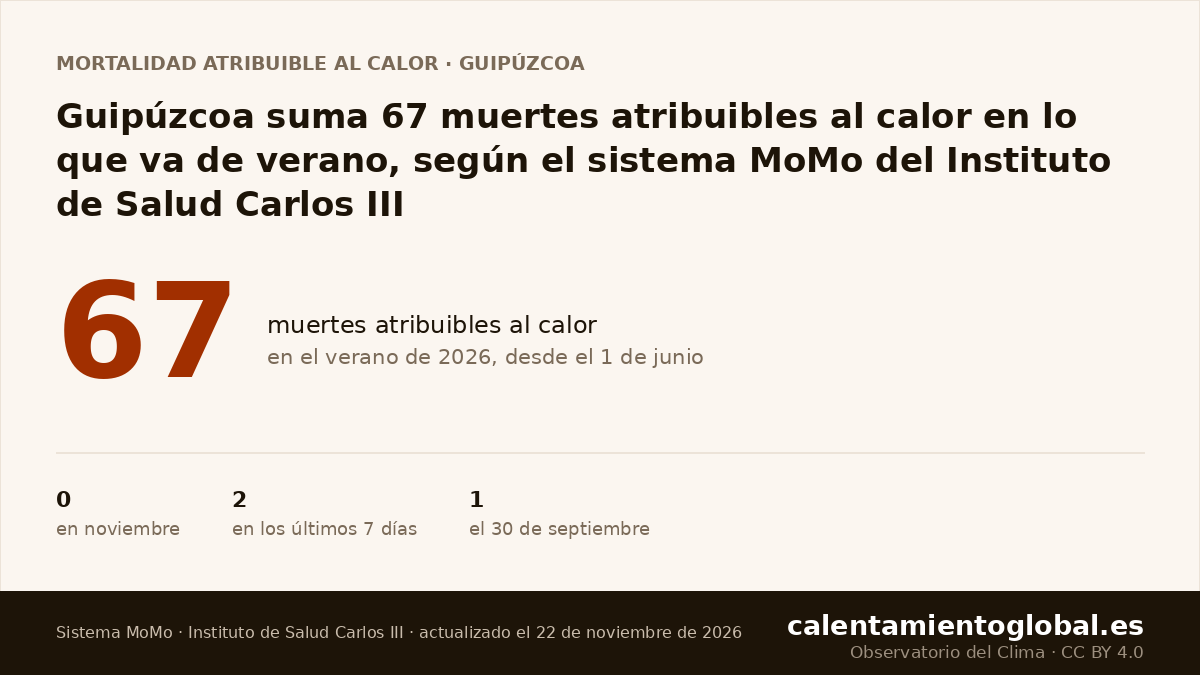 MORTALIDAD ATRIBUIBLE AL CALOR · GUIPÚZCOA
Guipúzcoa suma 67 muertes atribuibles al calor en lo
que va de verano, según el sistema MoMo del Instituto
de Salud Carlos III
67
muertes atribuibles al calor
en el verano de 2026, desde el 1 de junio
0
en noviembre
2
en los últimos 7 días
1
el 30 de septiembre
Sistema MoMo · Instituto de Salud Carlos III · actualizado el 22 de noviembre de 2026
calentamientoglobal.es
Observatorio del Clima · CC BY 4.0